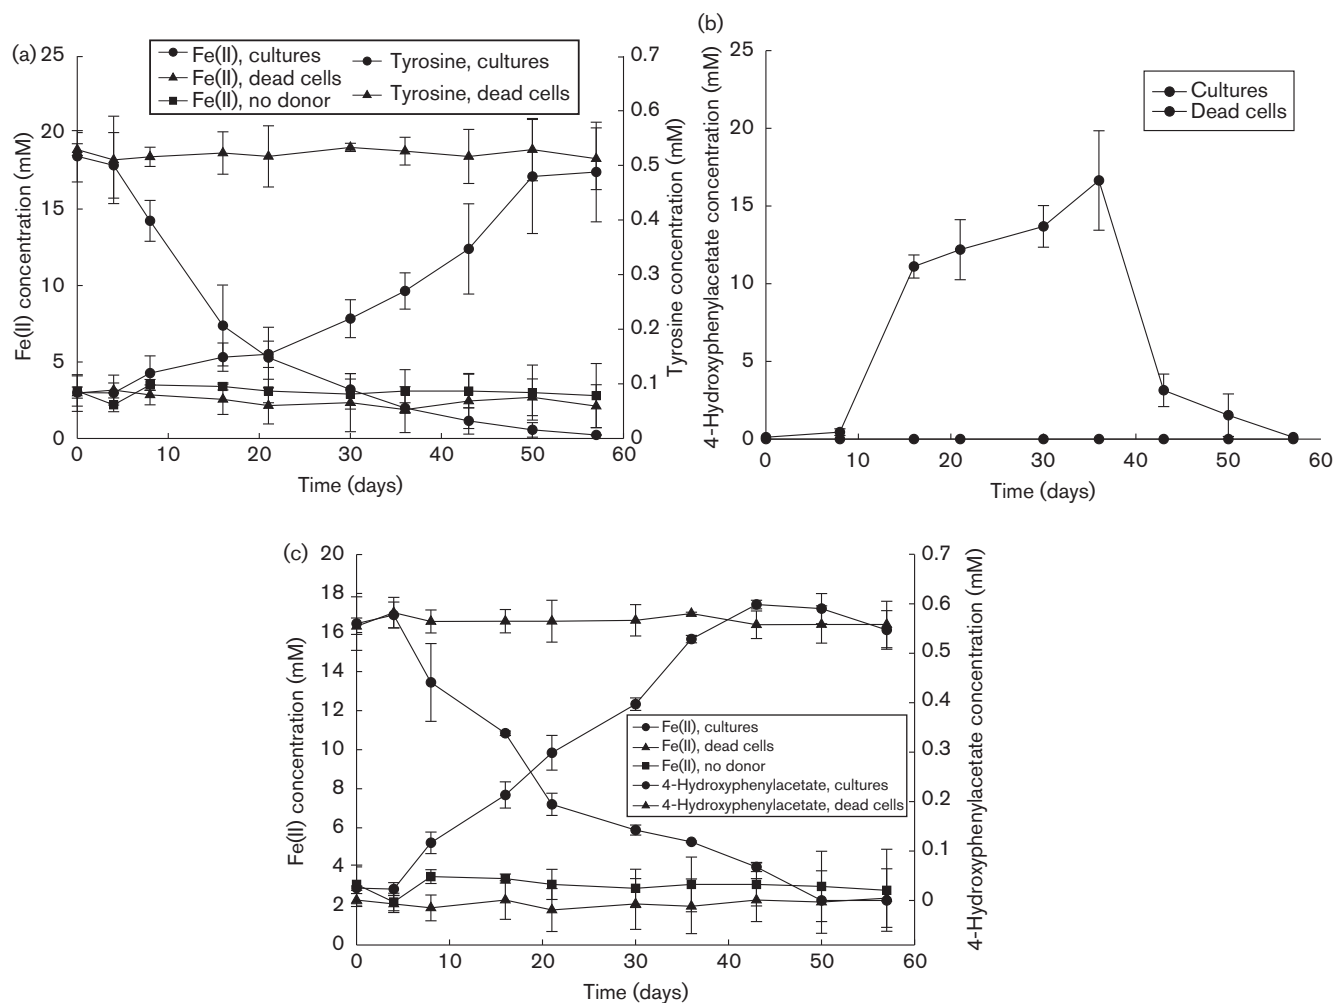 (a)
Fe(II), cultures
Fe(II), dead cells
Fe(II), no donor
Tyrosine, cultures
Tyrosine, dead cells
25
20
15
10
5
0
Fe(II) concentration (mM)
0.7
0.6
0.5
0.4
0.3
0.2
0.1
0
Tyrosine concentration (mM)
0 10 20 30 40 50 60
Time (days)
(b)
Cultures
Dead cells
25
20
15
10
5
0
4-Hydroxyphenylacetate concentration (mM)
0 10 20 30 40 50 60
Time (days)
(c)
20
18
16
14
12
10
8
6
4
2
0
Fe(II) concentration (mM)
Fe(II), cultures
Fe(II), dead cells
Fe(II), no donor
4-Hydroxyphenylacetate, cultures
4-Hydroxyphenylacetate, dead cells
0.7
0.6
0.5
0.4
0.3
0.2
0.1
0
4-Hydroxyphenylacetate concentration (mM)
0 10 20 30 40 50 60
Time (days)